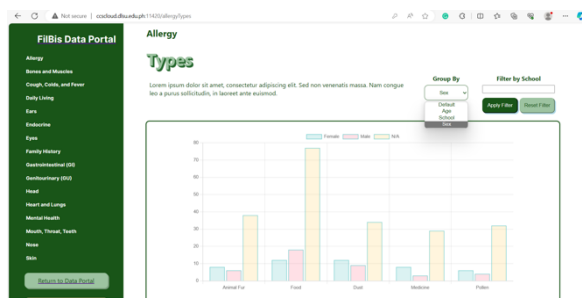 Not secure | ccscloud.dlsu.edu.ph:11420/allergyTypes
FilBis Data Portal
Allergy
Bones and Muscles
Cough, Colds, and Fever
Daily Living
Ears
Endocrine
Eyes
Family History
Gastrointestinal (GI)
Genitourinary (GU)
Head
Heart and Lungs
Mental Health
Mouth, Throat, Teeth
Nose
Skin
Return to Data Portal
Allergy
Types
Lorem ipsum dolor sit amet, consectetur adipiscing elit. Sed non venenatis massa. Nam congue
leo a purus sollicitudin, in laoreet ante euismod.
Group By
Sex
Default
Age
School
Sex
Filter by School
Apply Filter
Reset Filter
Female
Male
N/A
80
70
60
50
40
30
20
10
0
Animal Fur
Food
Dust
Medicine
Pollen